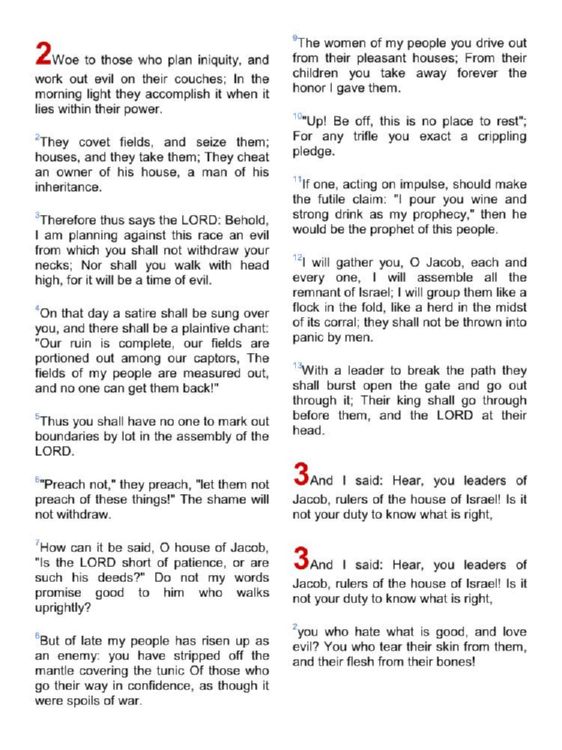 2Woe to those who plan iniquity, and
work out evil on their couches; In the
morning light they accomplish it when it
lies within their power.
2They covet fields, and seize them;
houses, and they take them; They cheat
an owner of his house, a man of his
inheritance.
3Therefore thus says the LORD: Behold,
I am planning against this race an evil
from which you shall not withdraw your
necks; Nor shall you walk with head
high, for it will be a time of evil.
4On that day a satire shall be sung over
you, and there shall be a plaintive chant:
"Our ruin is complete, our fields are
portioned out among our captors, The
fields of my people are measured out,
and no one can get them back!"
5Thus you shall have no one to mark out
boundaries by lot in the assembly of the
LORD.
6"Preach not," they preach, "let them not
preach of these things!" The shame will
not withdraw.
7How can it be said, O house of Jacob,
"Is the LORD short of patience, or are
such his deeds?" Do not my words
promise good to him who walks
uprightly?
8But of late my people has risen up as
an enemy: you have stripped off the
mantle covering the tunic Of those who
go their way in confidence, as though it
were spoils of war.
9The women of my people you drive out
from their pleasant houses; From their
children you take away forever the
honor I gave them.
10"Up! Be off, this is no place to rest";
For any trifle you exact a crippling
pledge.
11If one, acting on impulse, should make
the futile claim: "I pour you wine and
strong drink as my prophecy," then he
would be the prophet of this people.
12I will gather you, O Jacob, each and
every one, I will assemble all the
remnant of Israel; I will group them like a
flock in the fold, like a herd in the midst
of its corral; they shall not be thrown into
panic by men.
13With a leader to break the path they
shall burst open the gate and go out
through it; Their king shall go through
before them, and the LORD at their
head.
3And I said: Hear, you leaders of
Jacob, rulers of the house of Israel! Is it
not your duty to know what is right,
3And I said: Hear, you leaders of
Jacob, rulers of the house of Israel! Is it
not your duty to know what is right,
2you who hate what is good, and love
evil? You who tear their skin from them,
and their flesh from their bones!